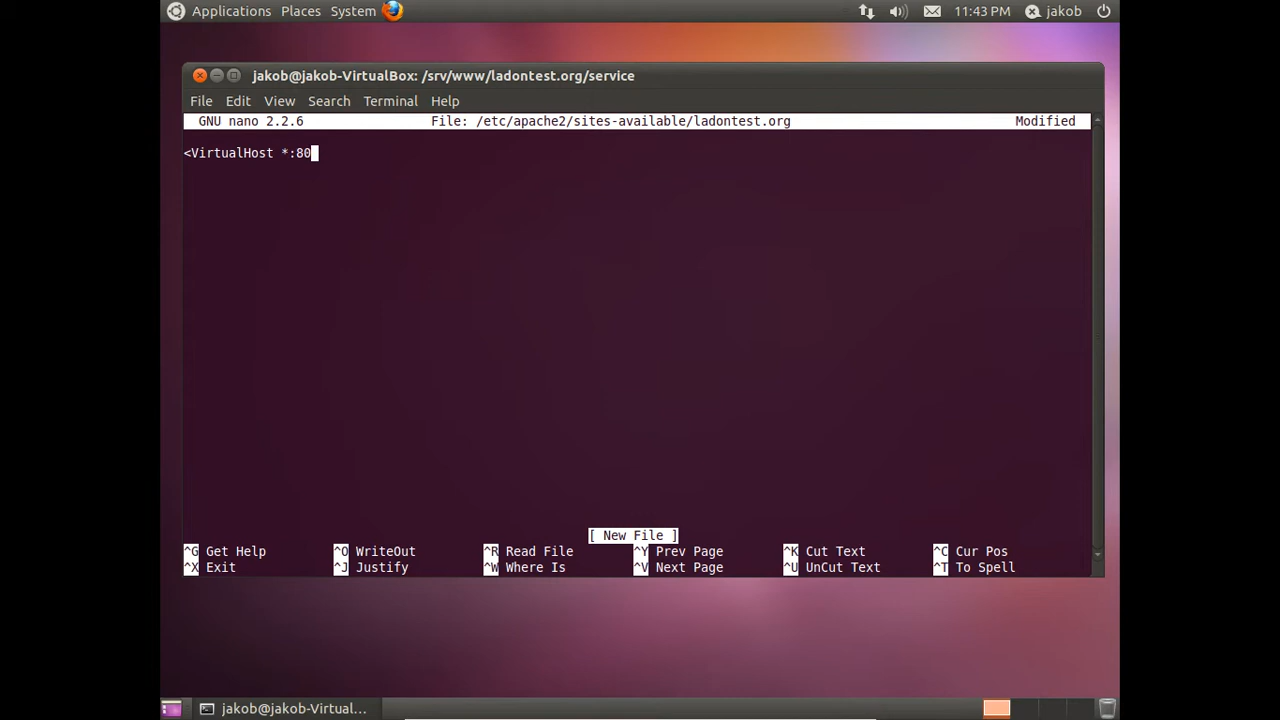 Applications Places System 11:43 PM jakob
jakob@jakob-VirtualBox: /srv/www/ladontest.org/service
File Edit View Search Terminal Help
GNU nano 2.2.6 File: /etc/apache2/sites-available/ladontest.org Modified
<VirtualHost *:80
[ New File ]
^G Get Help ^O WriteOut ^R Read File ^Y Prev Page ^K Cut Text ^C Cur Pos
^X Exit ^J Justify ^W Where Is ^V Next Page ^U UnCut Text ^T To Spell
jakob@jakob-Virtual...